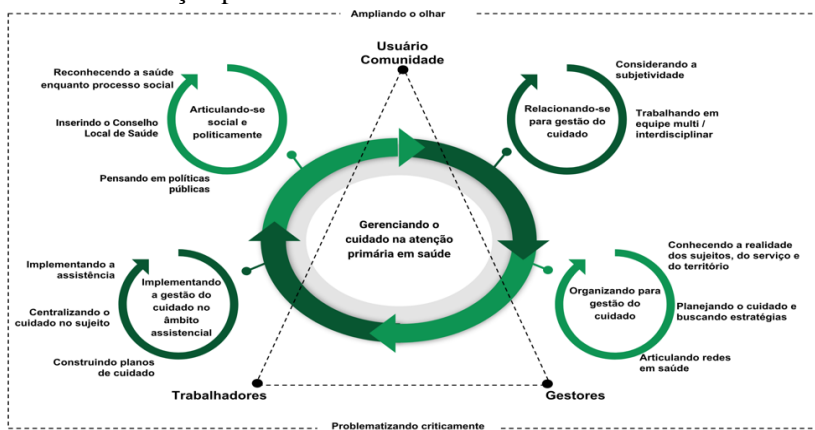 Ampliando o olhar
Usuário
Comunidade
Reconhecendo a saúde
enquanto processo social
Inserindo o Conselho
Local de Saúde
Pensando em políticas
públicas
Articulando-se
social e
politicamente
Relacionando-se
para gestão do
cuidado
Considerando a
subjetividade
Trabalhando em
equipe multi /
interdisciplinar
Gerenciando o
cuidado na atenção
primária em saúde
Implementando a
assistência
Centralizando o
cuidado no sujeito
Construindo planos
de cuidado
Implementando
a gestão do
cuidado no
âmbito
assistencial
Organizando para
gestão do
cuidado
Conhecendo a realidade
dos sujeitos, do serviço e
do território
Planejando o cuidado e
buscando estratégias
Articulando redes
em saúde
Trabalhadores
Gestores
Problematizando criticamente